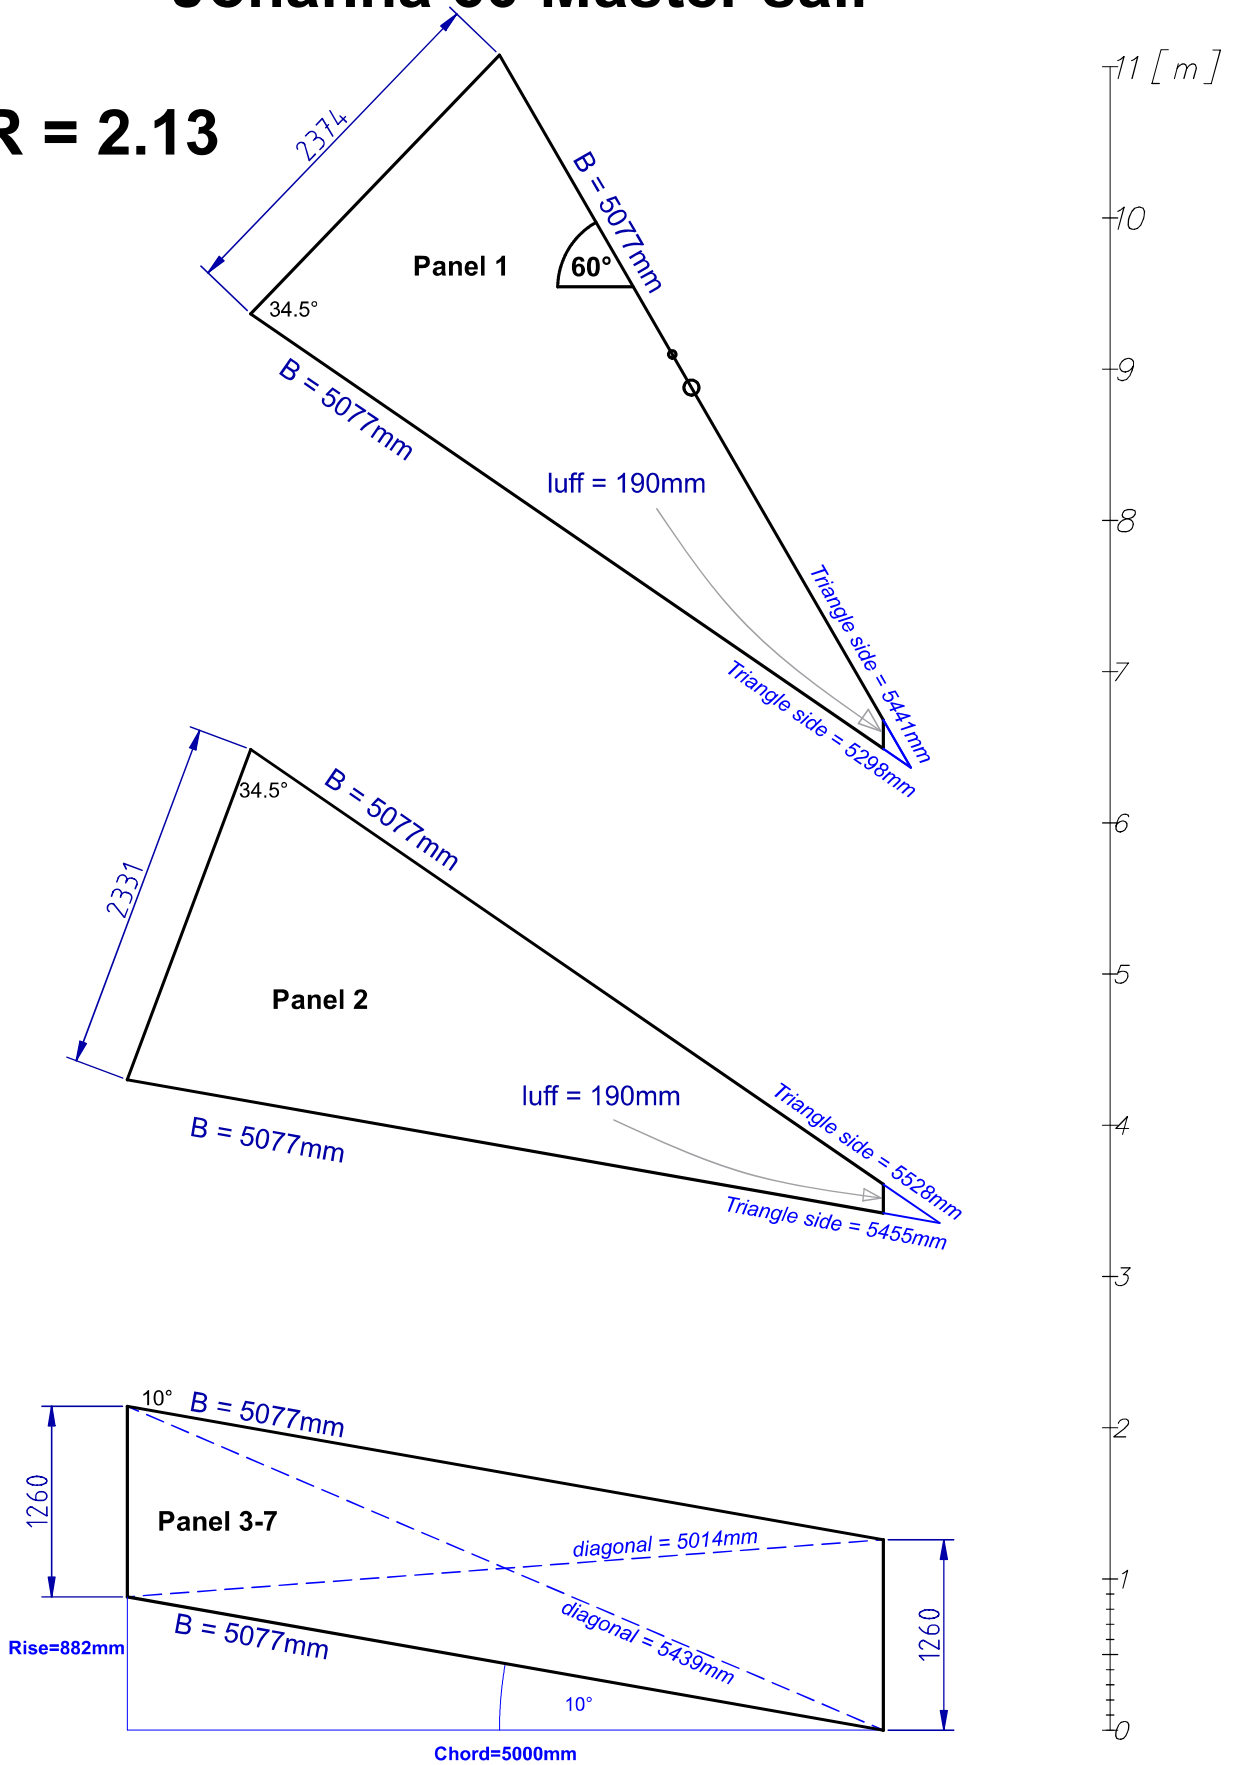 R = 2.13
11 [m]
2374
B = 5077mm
Panel 1
60°
34.5°
B = 5077mm
luff = 190mm
Triangle side = 5441mm
Triangle side = 5298mm
10
9
8
7
6
34.5°
B = 5077mm
2331
Panel 2
luff = 190mm
B = 5077mm
Triangle side = 5528mm
Triangle side = 5455mm
5
4
3
10°
B = 5077mm
1260
Panel 3-7
diagonal = 5014mm
diagonal = 5439mm
B = 5077mm
Rise=882mm
10°
1260
Chord=5000mm
2
1
0